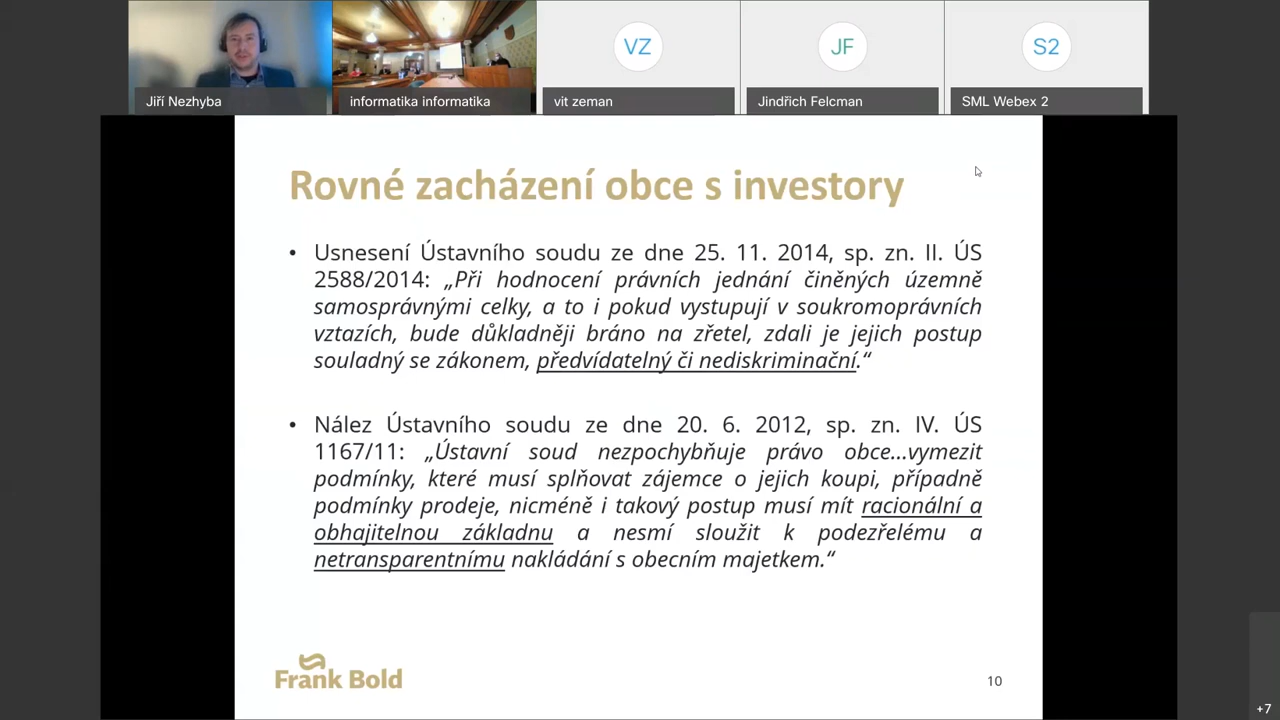 VZ
JF
S2
Jiří Nezhyba
informatika informatika
vit zeman
Jindřich Felcman
SML Webex 2
Rovné zacházení obce s investory
• Usnesení Ústavního soudu ze dne 25. 11. 2014, sp. zn. II. ÚS
2588/2014: „Při hodnocení právních jednání činěných územně
samosprávnými celky, a to i pokud vystupují v soukromoprávních
vztazích, bude důkladněji bráno na zřetel, zdali je jejich postup
souladný se zákonem, předvídatelný či nediskriminační.“
• Nález Ústavního soudu ze dne 20. 6. 2012, sp. zn. IV. ÚS
1167/11: „Ústavní soud nezpochybňuje právo obce…vymezit
podmínky, které musí splňovat zájemce o jejich koupi, případně
podmínky prodeje, nicméně i takový postup musí mít racionální a
obhajitelnou základnu a nesmí sloužit k podezřelému a
netransparentnímu nakládání s obecním majetkem.“
Frank Bold
10
+7